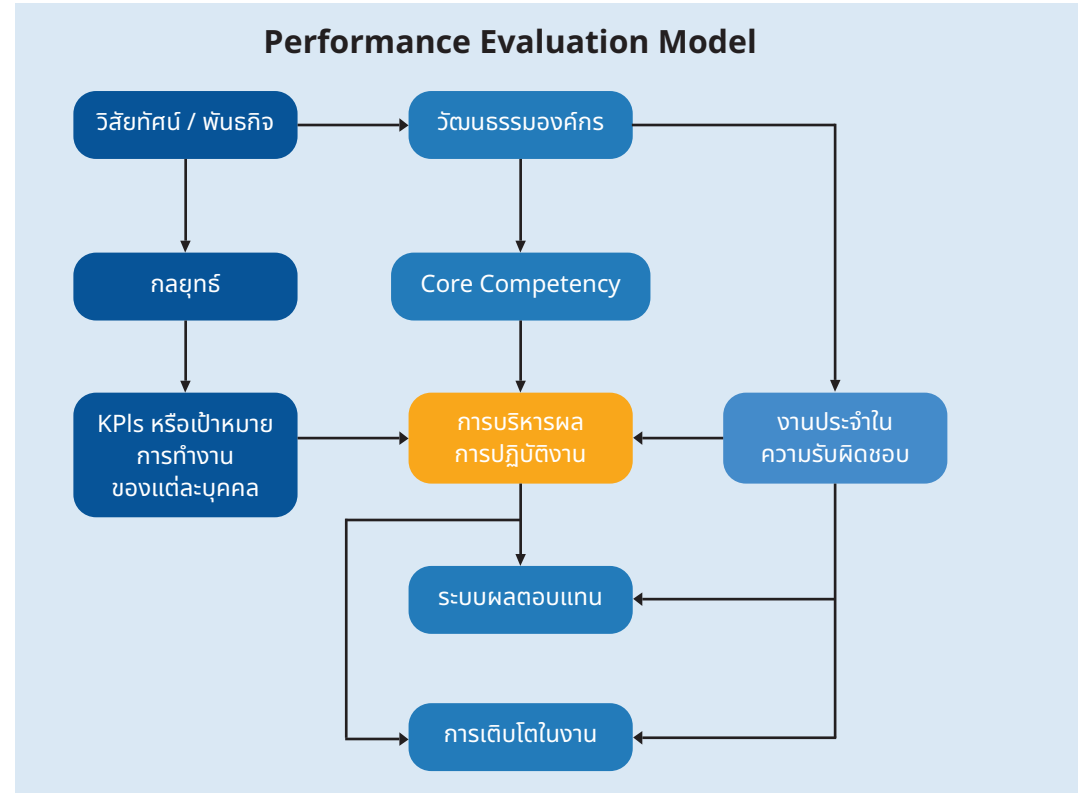 Performance Evaluation Model
วิสัยทัศน์ / พันธกิจ
วัฒนธรรมองค์กร
กลยุทธ์
Core Competency
KPIs หรือเป้าหมาย
การทำงาน
ของแต่ละบุคคล
การบริหารผล
การปฏิบัติงาน
งานประจำใน
ความรับผิดชอบ
ระบบผลตอบแทน
การเติบโตในงาน